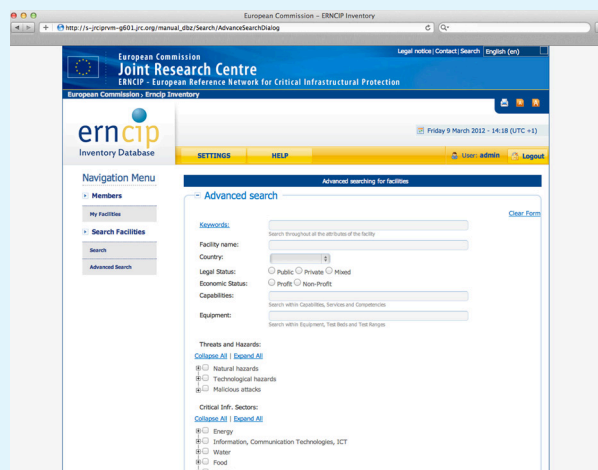 European Commission - ERNCIP Inventory
http://s-jrciprvm-g601.jrc.org/manual_dbz/Search/AdvanceSearchDialog
Legal notice | Contact | Search English (en)
European Commission
Joint Research Centre
ERNCIP - European Reference Network for Critical Infrastructural Protection
European Commission > Erncip Inventory
erncip
Inventory Database
Friday 9 March 2012 - 14:18 (UTC +1)
SETTINGS HELP User: admin Logout
Navigation Menu
Members
My Facilities
Search Facilities
Search
Advanced Search
Advanced searching for facilities
Advanced search
Clear Form
Keywords:
Search throughout all the attributes of the facility
Facility name:
Country:
Legal Status: Public Private Mixed
Economic Status: Profit Non-Profit
Capabilities:
Search within Capabilities, Services and Competencies
Equipment:
Search within Equipment, Test Beds and Test Ranges
Threats and Hazards:
Collapse All | Expand All
Natural hazards
Technological hazards
Malicious attacks
Critical Infr. Sectors:
Collapse All | Expand All
Energy
Information, Communication Technologies, ICT
Water
Food